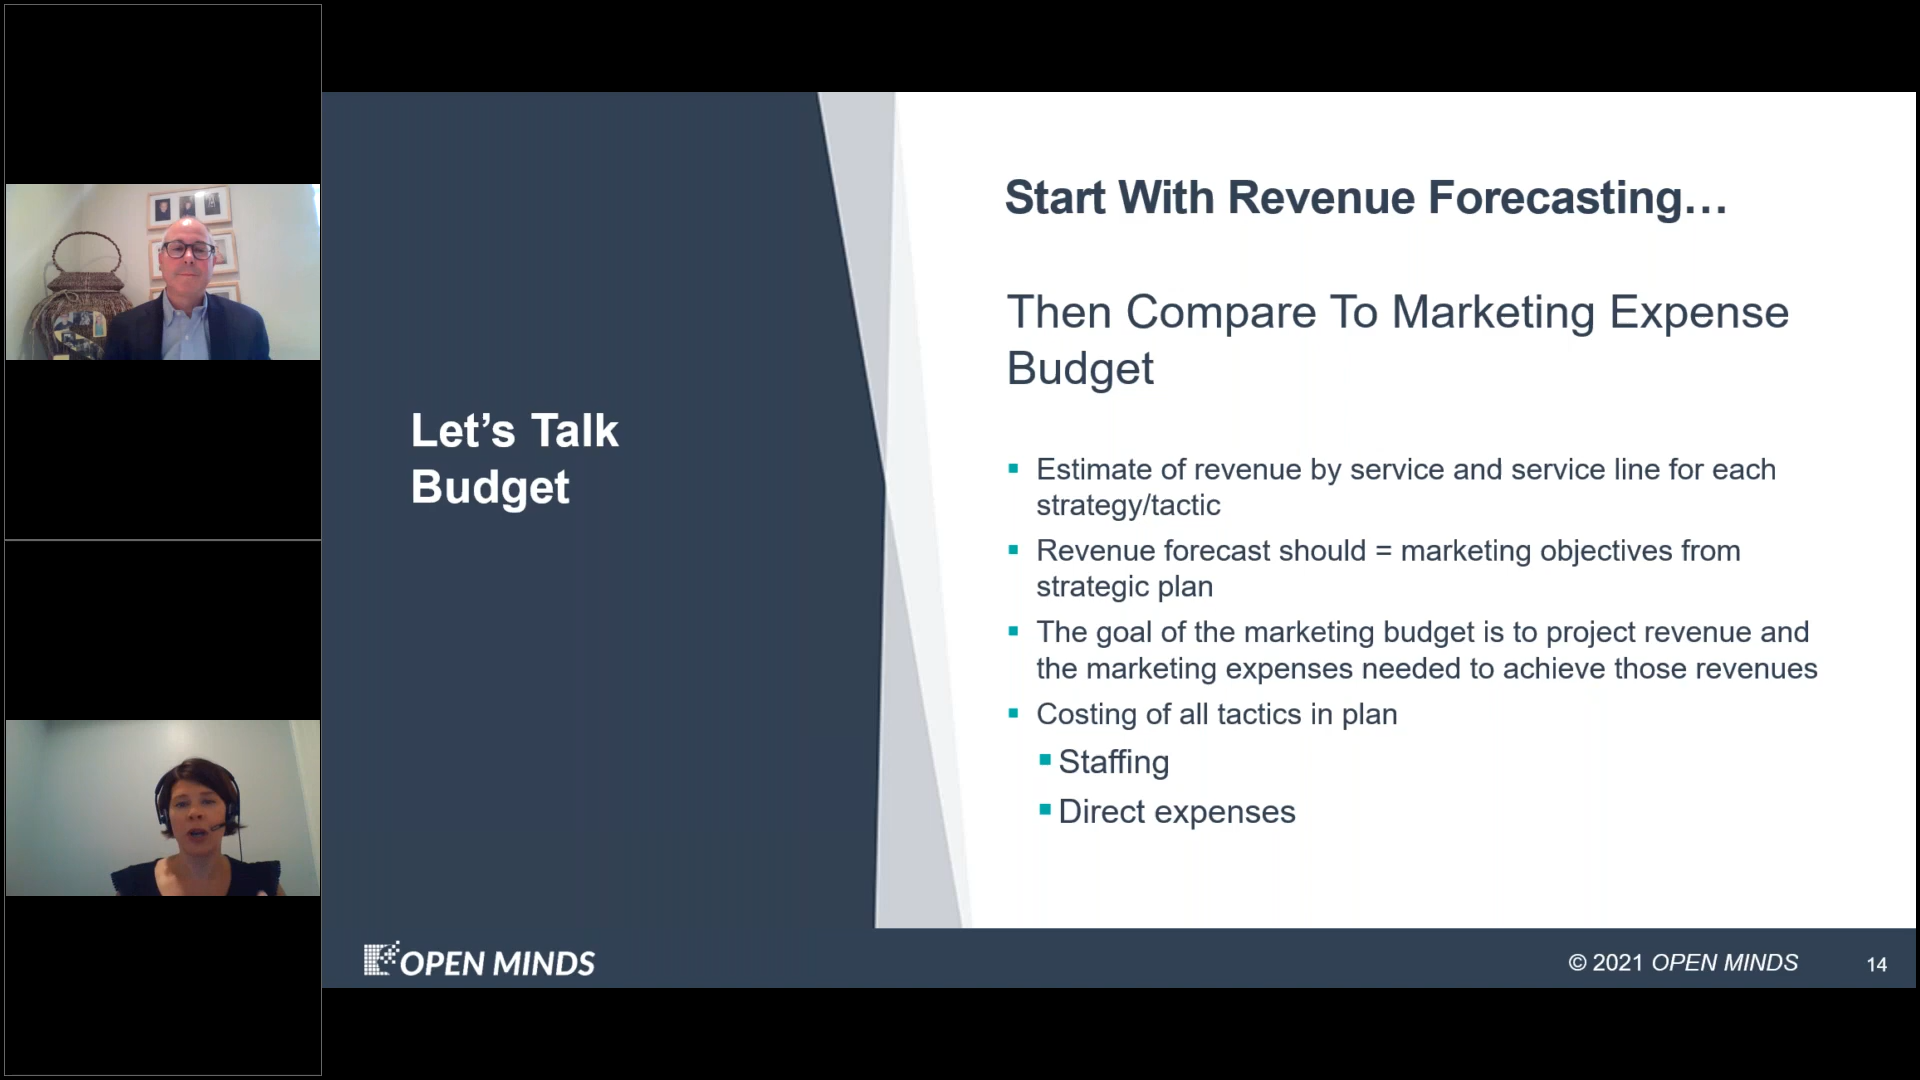 Let’s Talk
Budget
Start With Revenue Forecasting…
Then Compare To Marketing Expense
Budget
▪ Estimate of revenue by service and service line for each
strategy/tactic
▪ Revenue forecast should = marketing objectives from
strategic plan
▪ The goal of the marketing budget is to project revenue and
the marketing expenses needed to achieve those revenues
▪ Costing of all tactics in plan
▪ Staffing
▪ Direct expenses
OPEN MINDS
© 2021 OPEN MINDS
14